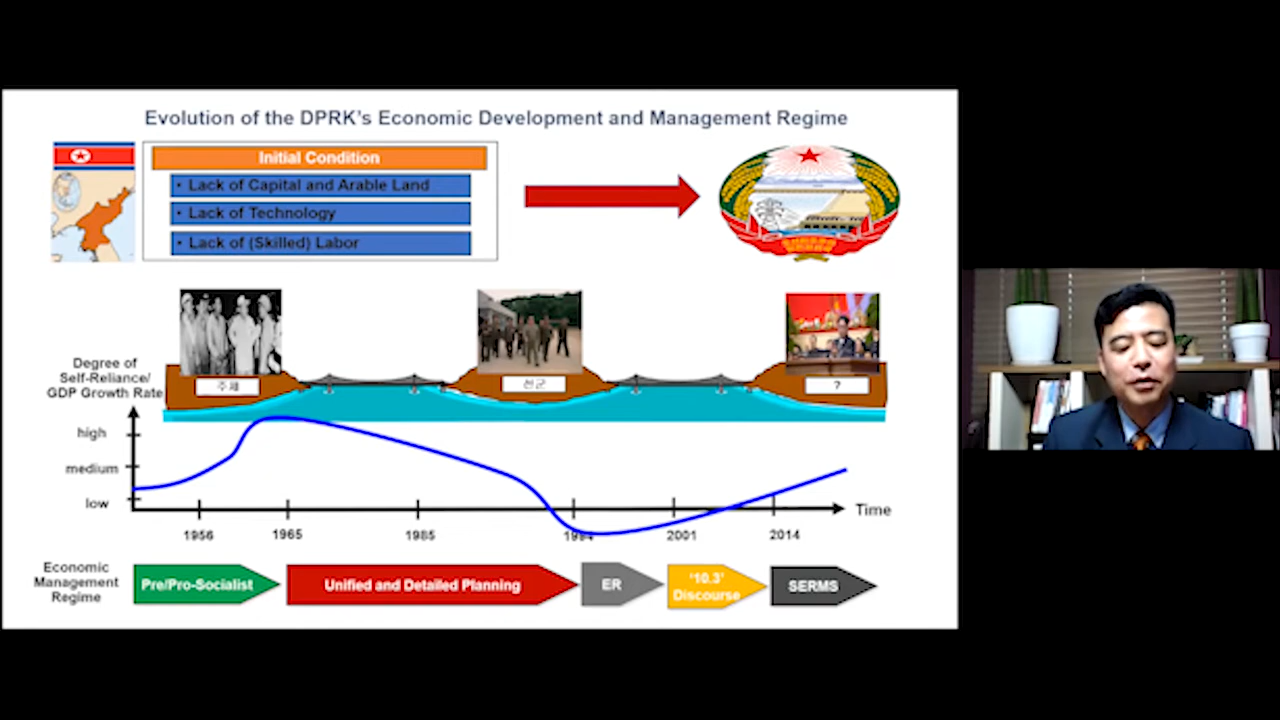 Evolution of the DPRK's Economic Development and Management Regime
Initial Condition
• Lack of Capital and Arable Land
• Lack of Technology
• Lack of (Skilled) Labor
주체
선군
?
Degree of
Self-Reliance/
GDP Growth Rate
high
medium
low
1956
1965
1985
1994
2001
2014
Time
Economic
Management
Regime
Pre/Pro-Socialist
Unified and Detailed Planning
ER
'10.3'
Discourse
SERMS